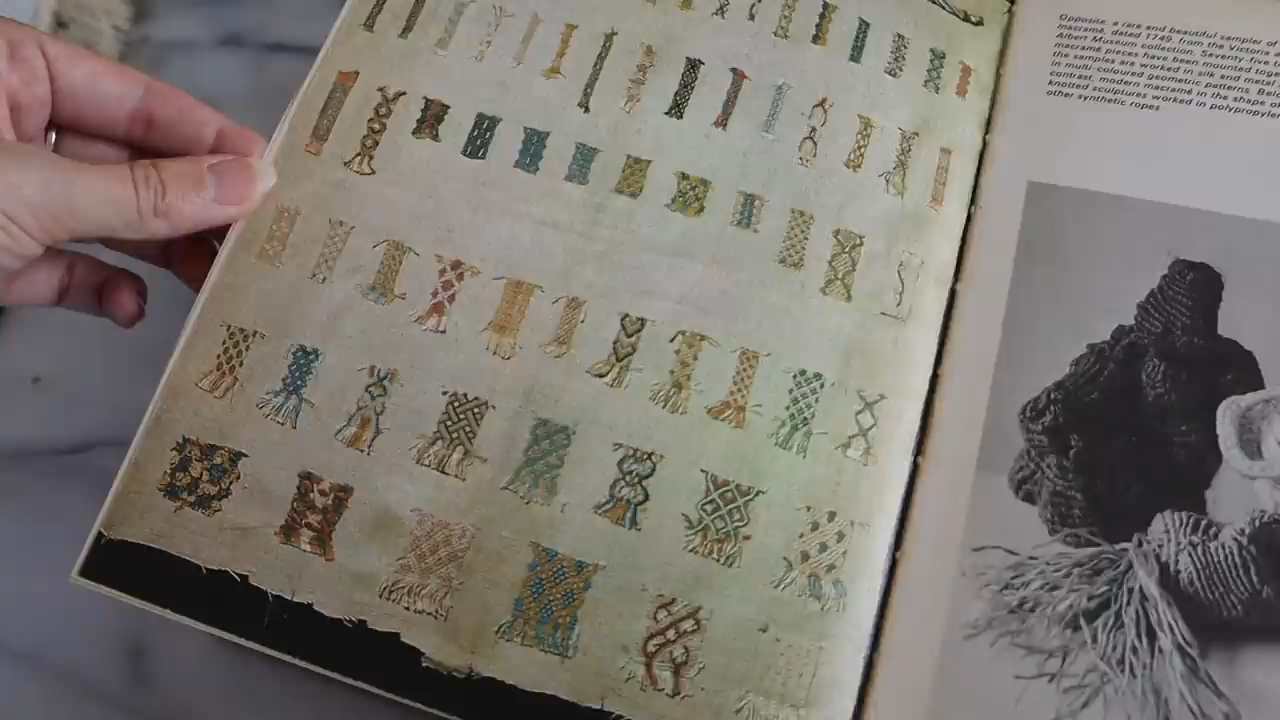 Opposite: a rare and beautiful sampler of
macramé, dated 1749, from the Victoria a
Albert Museum collection. Seventy-five d
macramé pieces have been mounted toge
the samples are worked in silk and metal
in multi-coloured geometric patterns. Belo
contrast, modern macramé in the shape o
knotted sculptures worked in polypropyle
other synthetic ropes